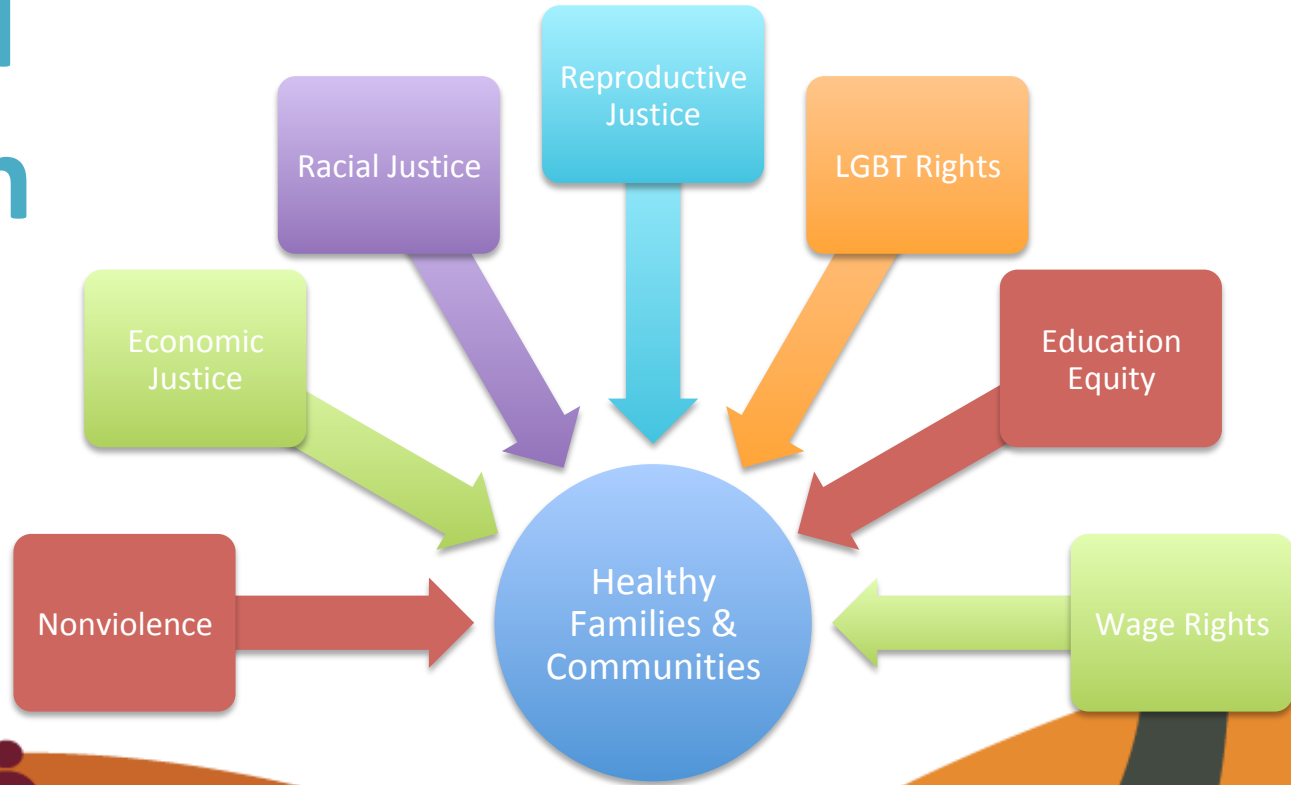 n
Reproductive
Justice
Racial Justice
LGBT Rights
Economic
Justice
Education
Equity
Nonviolence
Healthy
Families &
Communities
Wage Rights